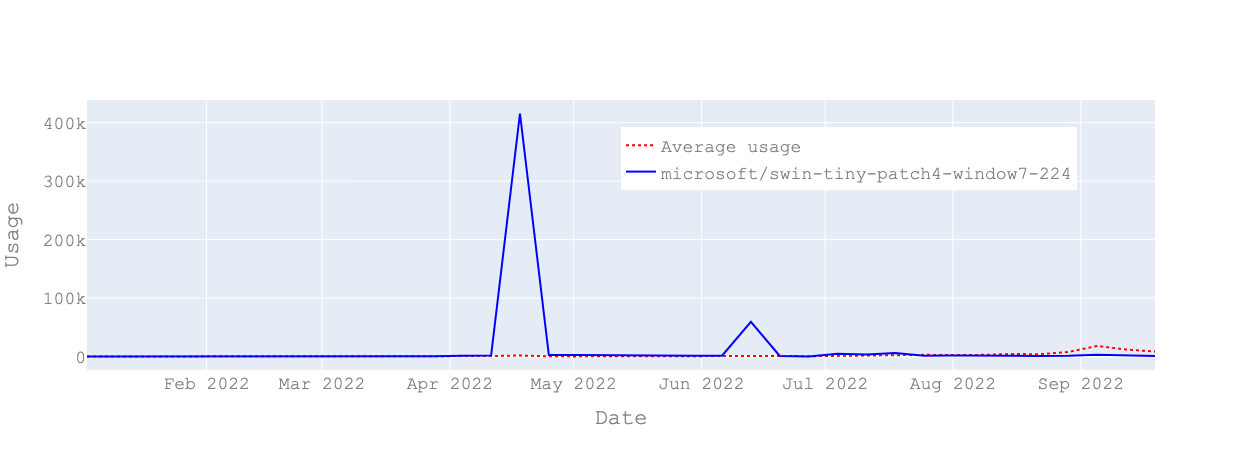 400k
300k
200k
100k
0
Usage
Average usage
microsoft/swin-tiny-patch4-window7-224
Feb 2022 Mar 2022 Apr 2022 May 2022 Jun 2022 Jul 2022 Aug 2022 Sep 2022
Date